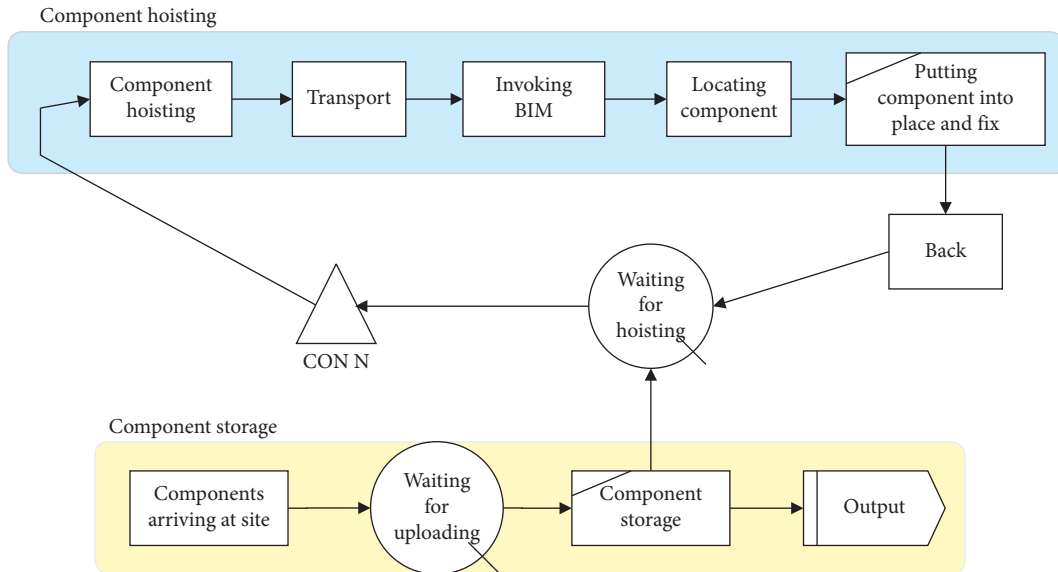 Component hoisting
Component
hoisting
Transport
Invoking
BIM
Locating
component
Putting
component into
place and fix
Back
Waiting
for
hoisting
CON N
Component storage
Components
arriving at site
Waiting
for
uploading
Component
storage
Output